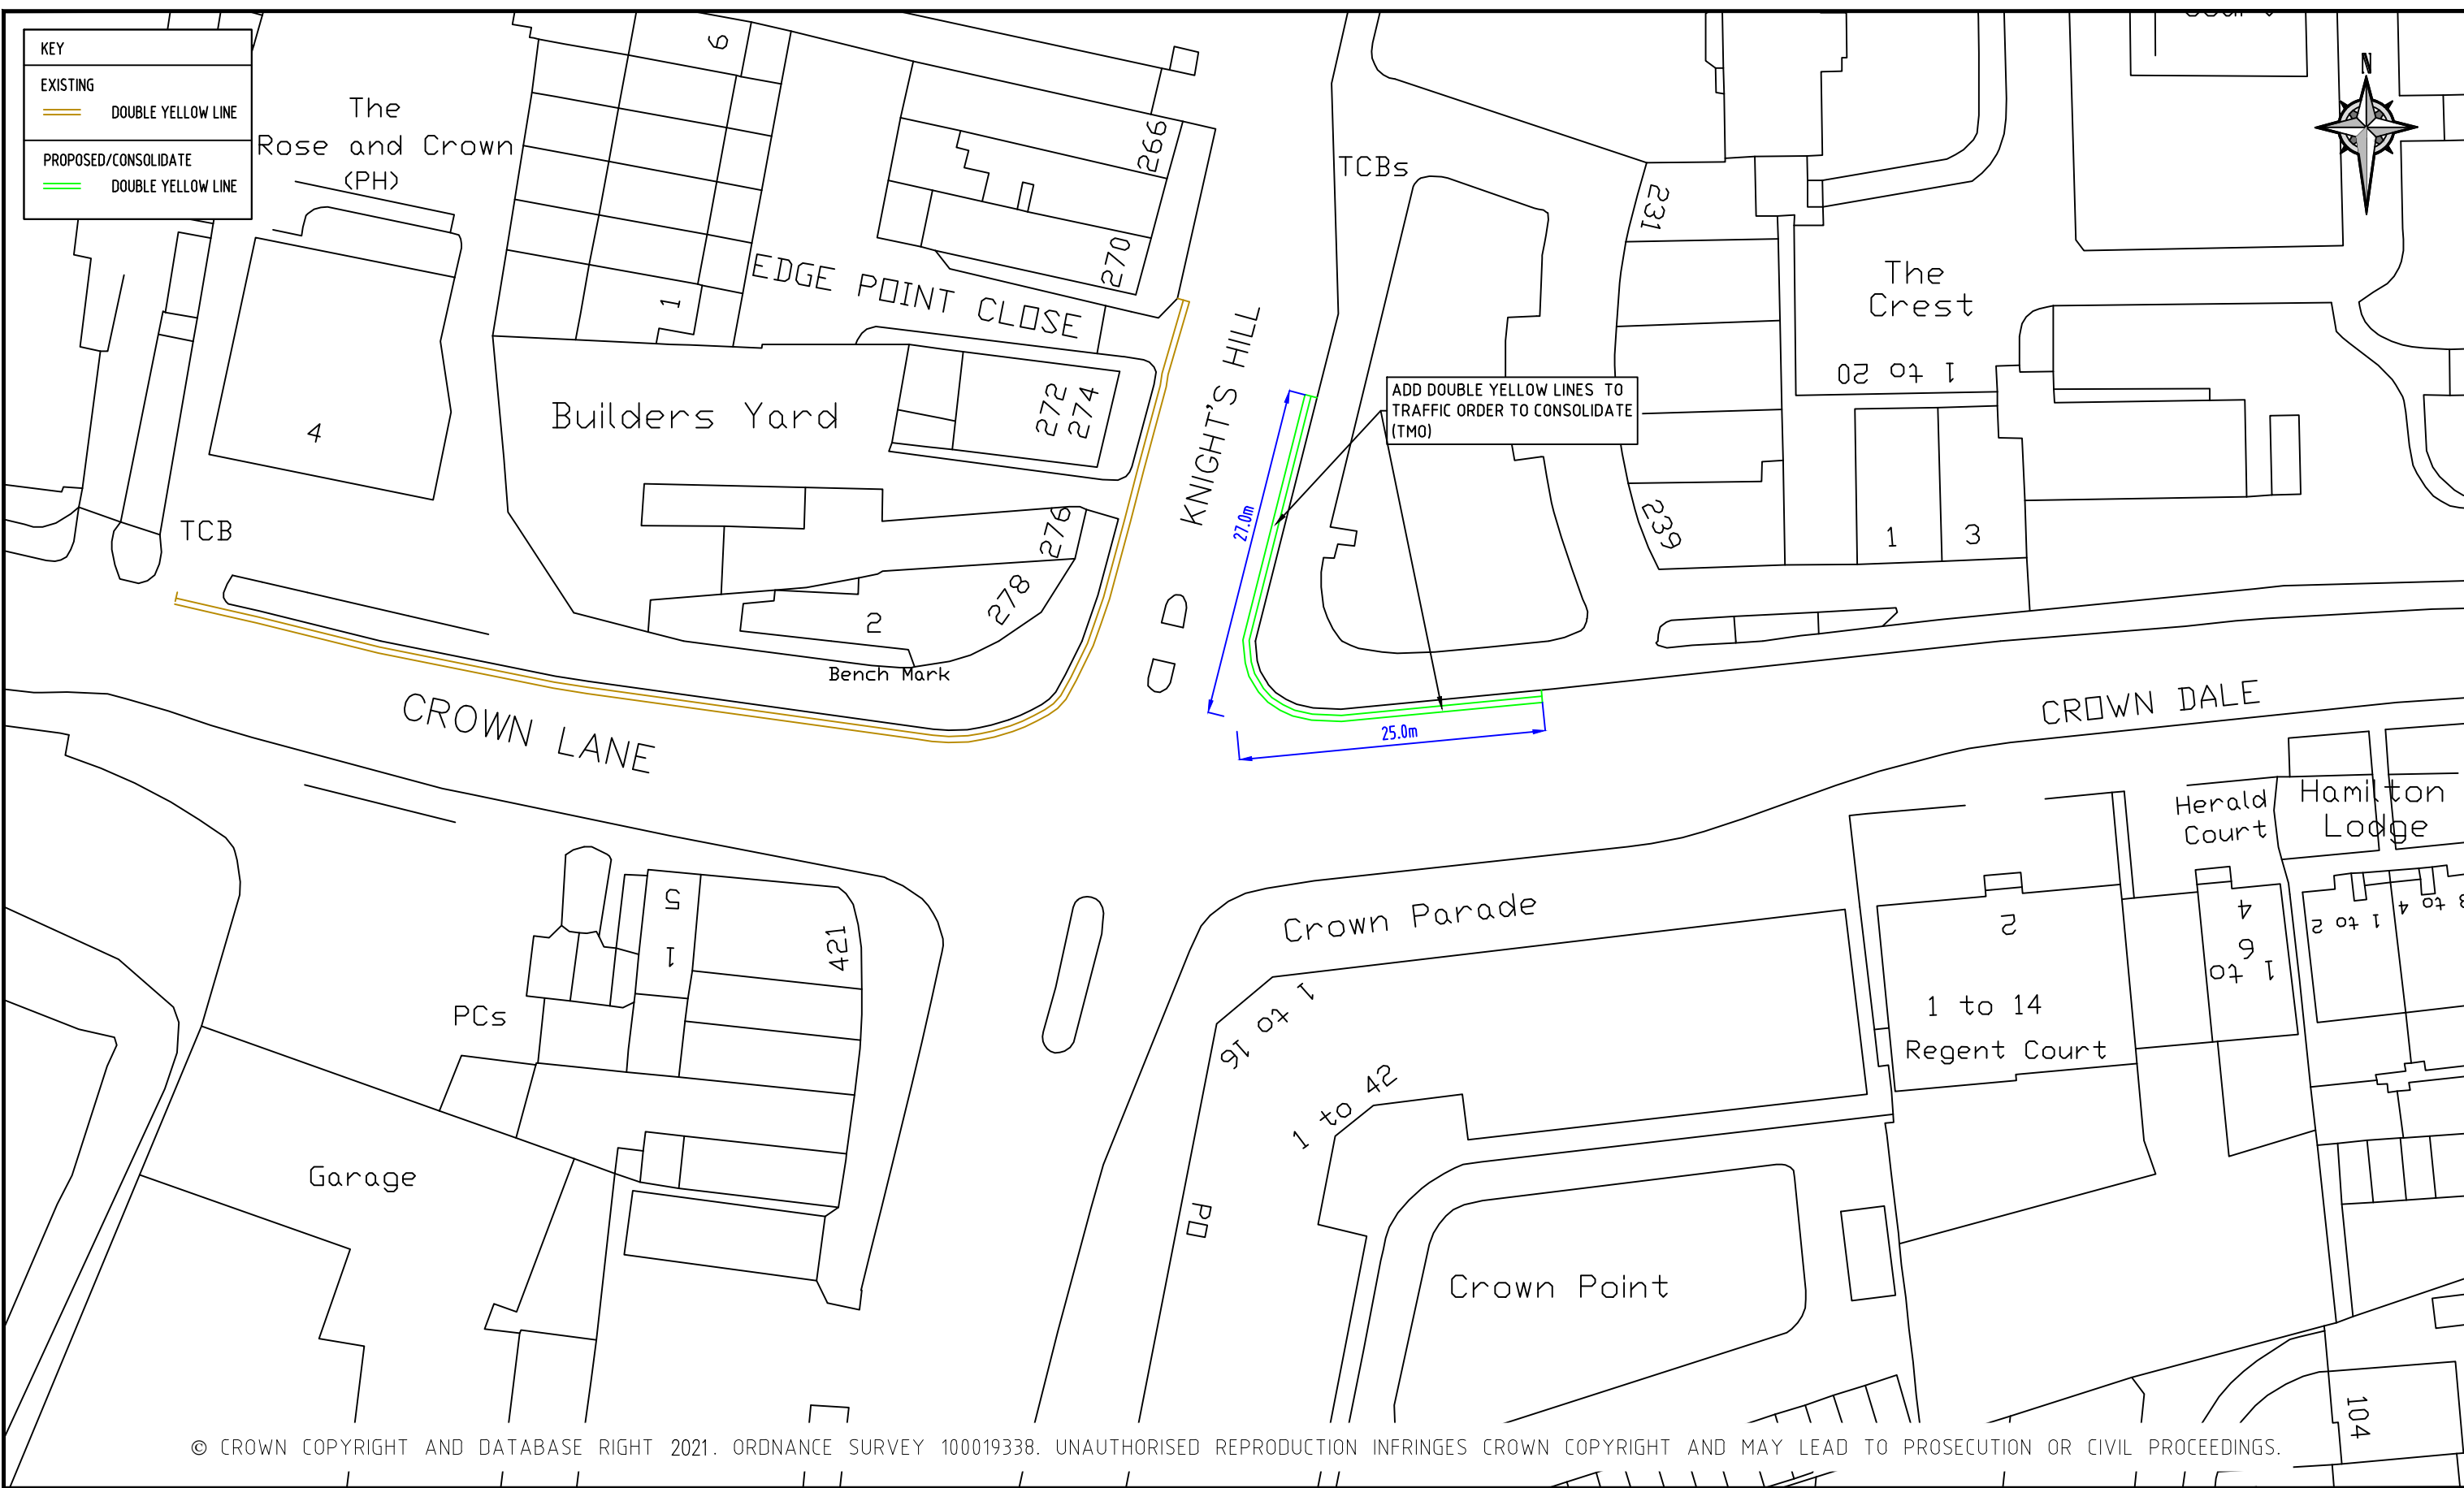 KEY
EXISTING
DOUBLE YELLOW LINE
PROPOSED/CONSOLIDATE
DOUBLE YELLOW LINE
The
Rose and Crown
(PH)
4
TCB
9
1
EDGE POINT CLOSE
266
270
Builders Yard
272
274
276
278
2
Bench Mark
KNIGHT'S HILL
TCBs
231
239
N
The
Crest
1 to 20
1
3
ADD DOUBLE YELLOW LINES TO
TRAFFIC ORDER TO CONSOLIDATE
(TMO)
27.0m
25.0m
CROWN LANE
CROWN DALE
5
1
421
PCs
Garage
Crown Parade
1 to 16
1 to 42
Pd
Crown Point
2
1 to 14
Regent Court
Herald
Court
Hamilton
Lodge
4
1 to 6
1 to 2
to 4
104
© CROWN COPYRIGHT AND DATABASE RIGHT 2021. ORDNANCE SURVEY 100019338. UNAUTHORISED REPRODUCTION INFRINGES CROWN COPYRIGHT AND MAY LEAD TO PROSECUTION OR CIVIL PROCEEDINGS.